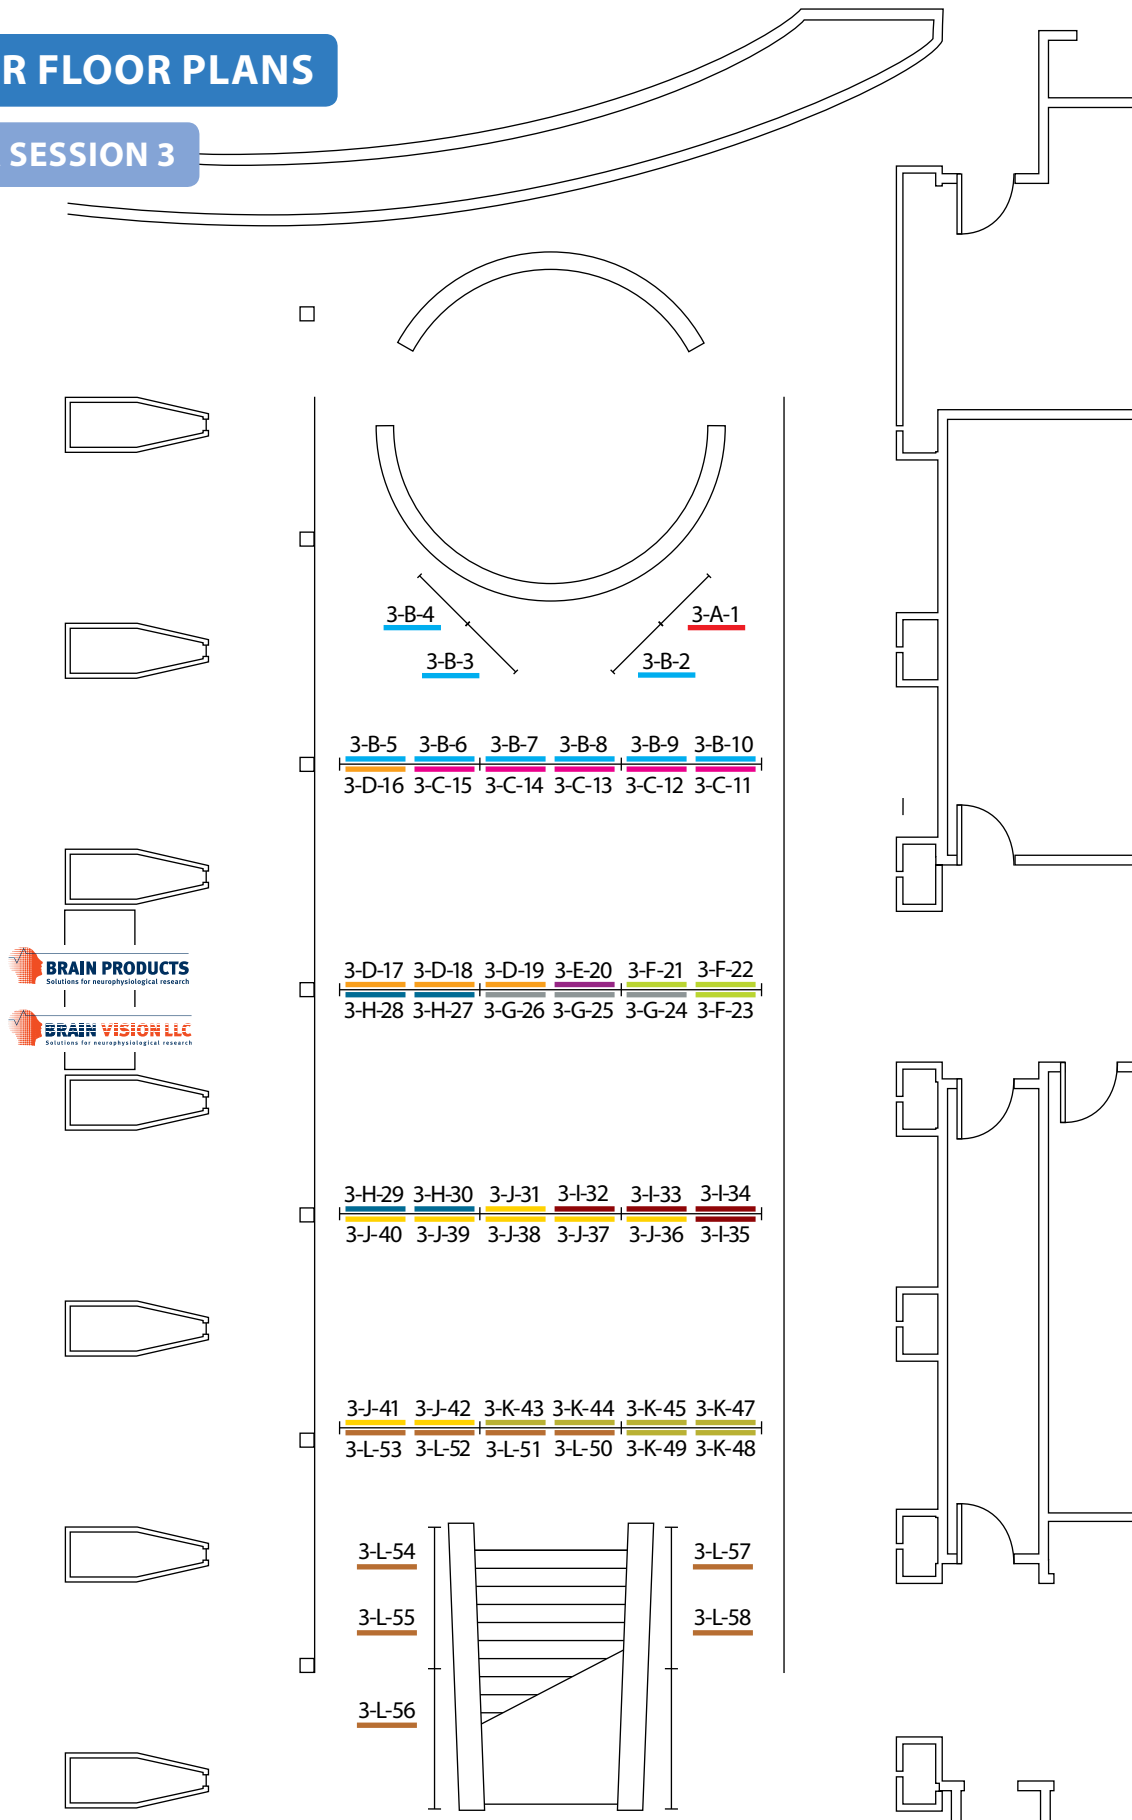 R FLOOR PLANS
SESSION 3
3-B-4
3-A-1
3-B-3
3-B-2
3-B-5 3-B-6 3-B-7 3-B-8 3-B-9 3-B-10
3-D-16 3-C-15 3-C-14 3-C-13 3-C-12 3-C-11
BRAIN PRODUCTS
Solutions for neurophysiological research
3-D-17 3-D-18 3-D-19 3-E-20 3-F-21 3-F-22
3-H-28 3-H-27 3-G-26 3-G-25 3-G-24 3-F-23
BRAIN VISION LLC
Solutions for neurophysiological research
3-H-29 3-H-30 3-J-31 3-I-32 3-I-33 3-I-34
3-J-40 3-J-39 3-J-38 3-J-37 3-J-36 3-I-35
3-J-41 3-J-42 3-K-43 3-K-44 3-K-45 3-K-47
3-L-53 3-L-52 3-L-51 3-L-50 3-K-49 3-K-48
3-L-54
3-L-57
3-L-55
3-L-58
3-L-56